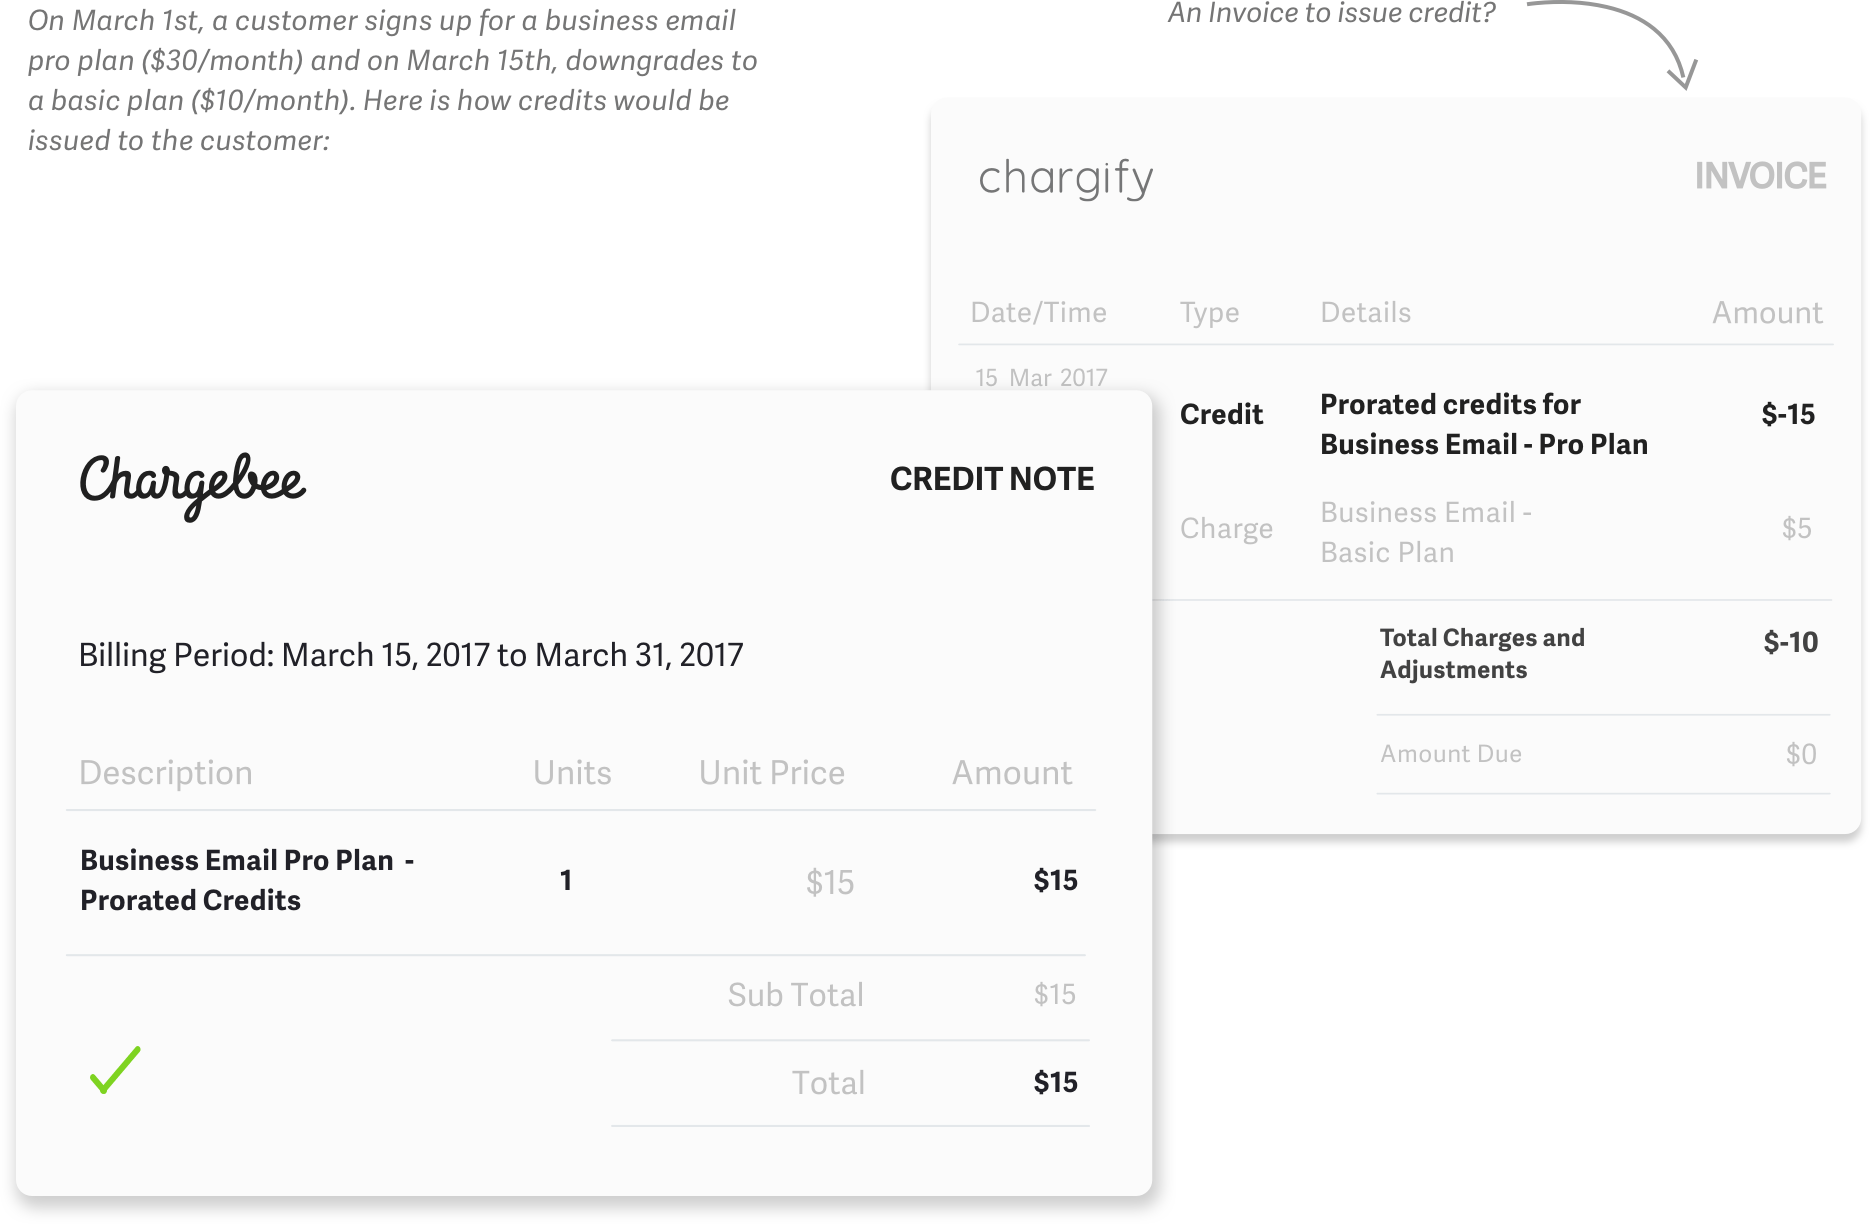 On March 1st, a customer signs up for a business email
pro plan ($30/month) and on March 15th, downgrades to
a basic plan ($10/month). Here is how credits would be
issued to the customer:
An Invoice to issue credit?
chargify
INVOICE
Date/Time Type Details Amount
15 Mar 2017
Credit
Prorated credits for
Business Email - Pro Plan
$-15
Charge
Business Email -
Basic Plan
$5
Total Charges and
Adjustments
$-10
Amount Due $0
Chargebee
CREDIT NOTE
Billing Period: March 15, 2017 to March 31, 2017
Description Units Unit Price Amount
Business Email Pro Plan -
Prorated Credits
1 $15 $15
Sub Total $15
Total $15